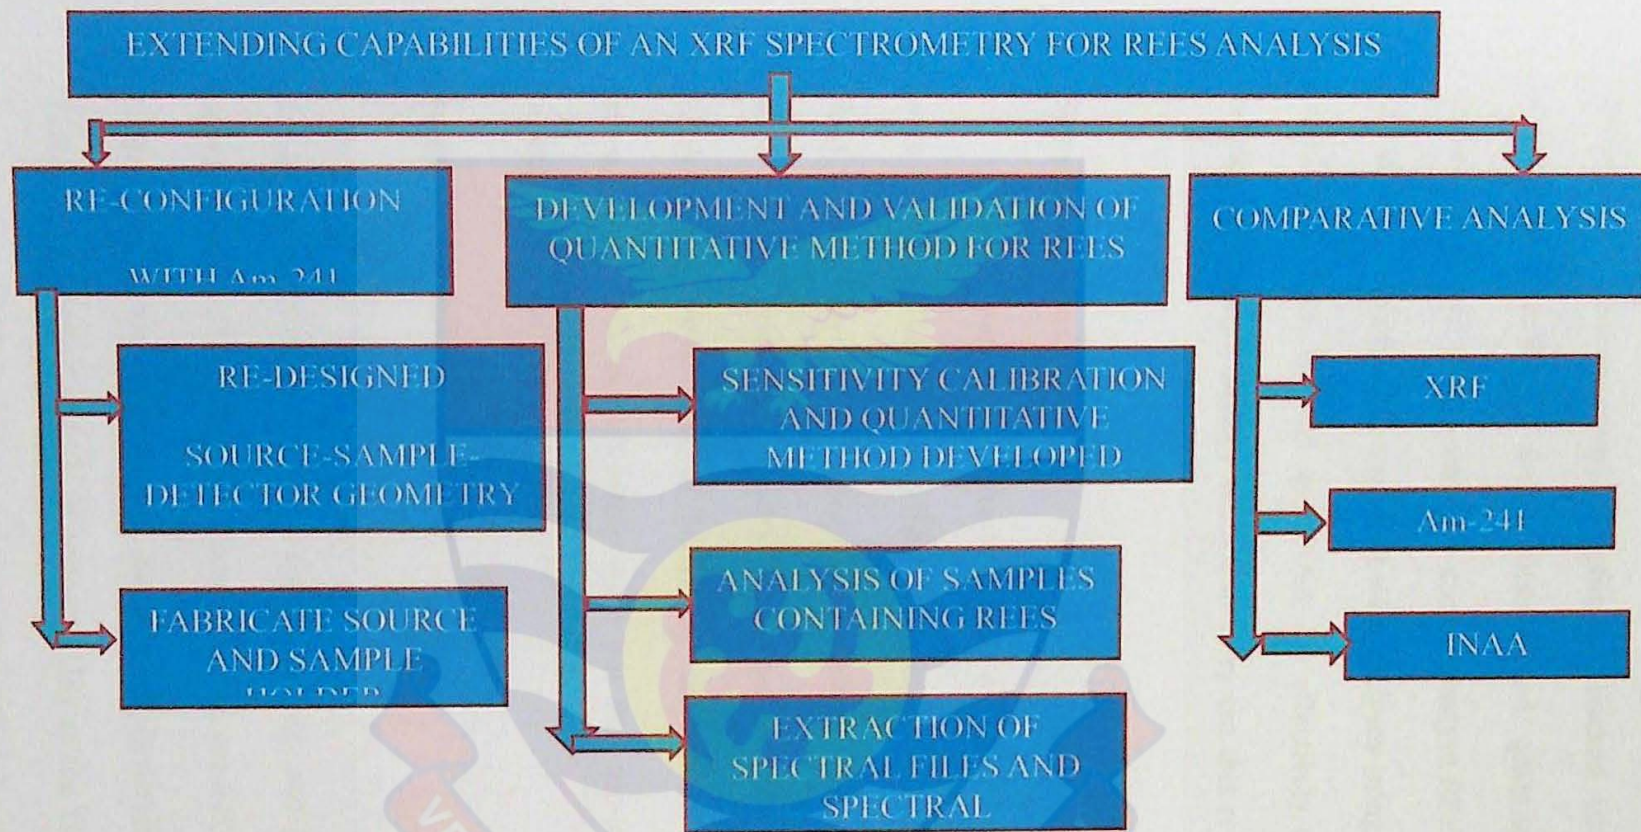 EXTENDING CAPABILITIES OF AN XRF SPECTROMETRY FOR REES ANALYSIS
RE-CONFIGURATION
WITH Am-241
RE-DESIGNED
SOURCE-SAMPLE-
DETECTOR GEOMETRY
FABRICATE SOURCE
AND SAMPLE
HOLDER
DEVELOPMENT AND VALIDATION OF
QUANTITATIVE METHOD FOR REES
SENSITIVITY CALIBRATION
AND QUANTITATIVE
METHOD DEVELOPED
ANALYSIS OF SAMPLES
CONTAINING REES
EXTRACTION OF
SPECTRAL FILES AND
SPECTRAL
COMPARATIVE ANALYSIS
XRF
Am-241
INAA